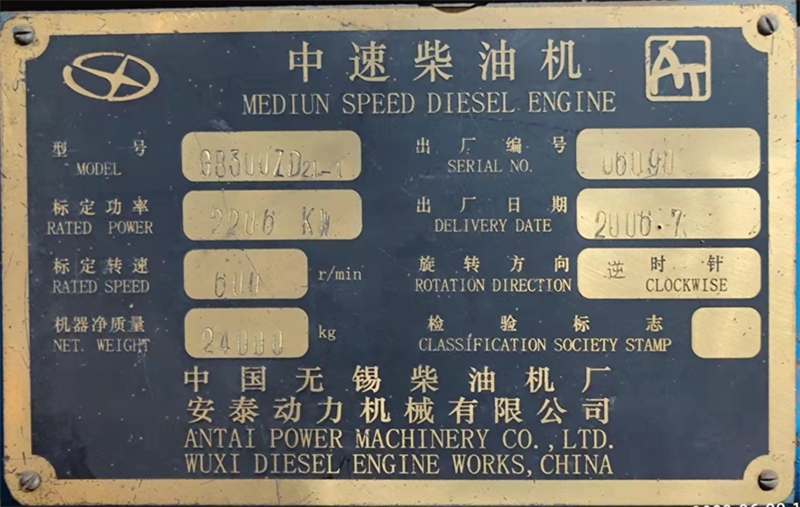 中速柴油机
MEDIUN SPEED DIESEL ENGINE
型号 G8300ZD21-1 出厂编号 06090
MODEL SERIAL NO.
标定功率 2206 KW 出厂日期 2006.7
RATED POWER DELIVERY DATE
标定转速 600 r/min 旋转方向 逆时针
RATED SPEED ROTATION DIRECTION CLOCKWISE
机器净质量 24000 kg 检验标志
NET. WEIGHT CLASSIFICATION SOCIETY STAMP
中国无锡柴油机厂
安泰动力机械有限公司
ANTAI POWER MACHINERY CO.,LTD.
WUXI DIESEL ENGINE WORKS,CHINA